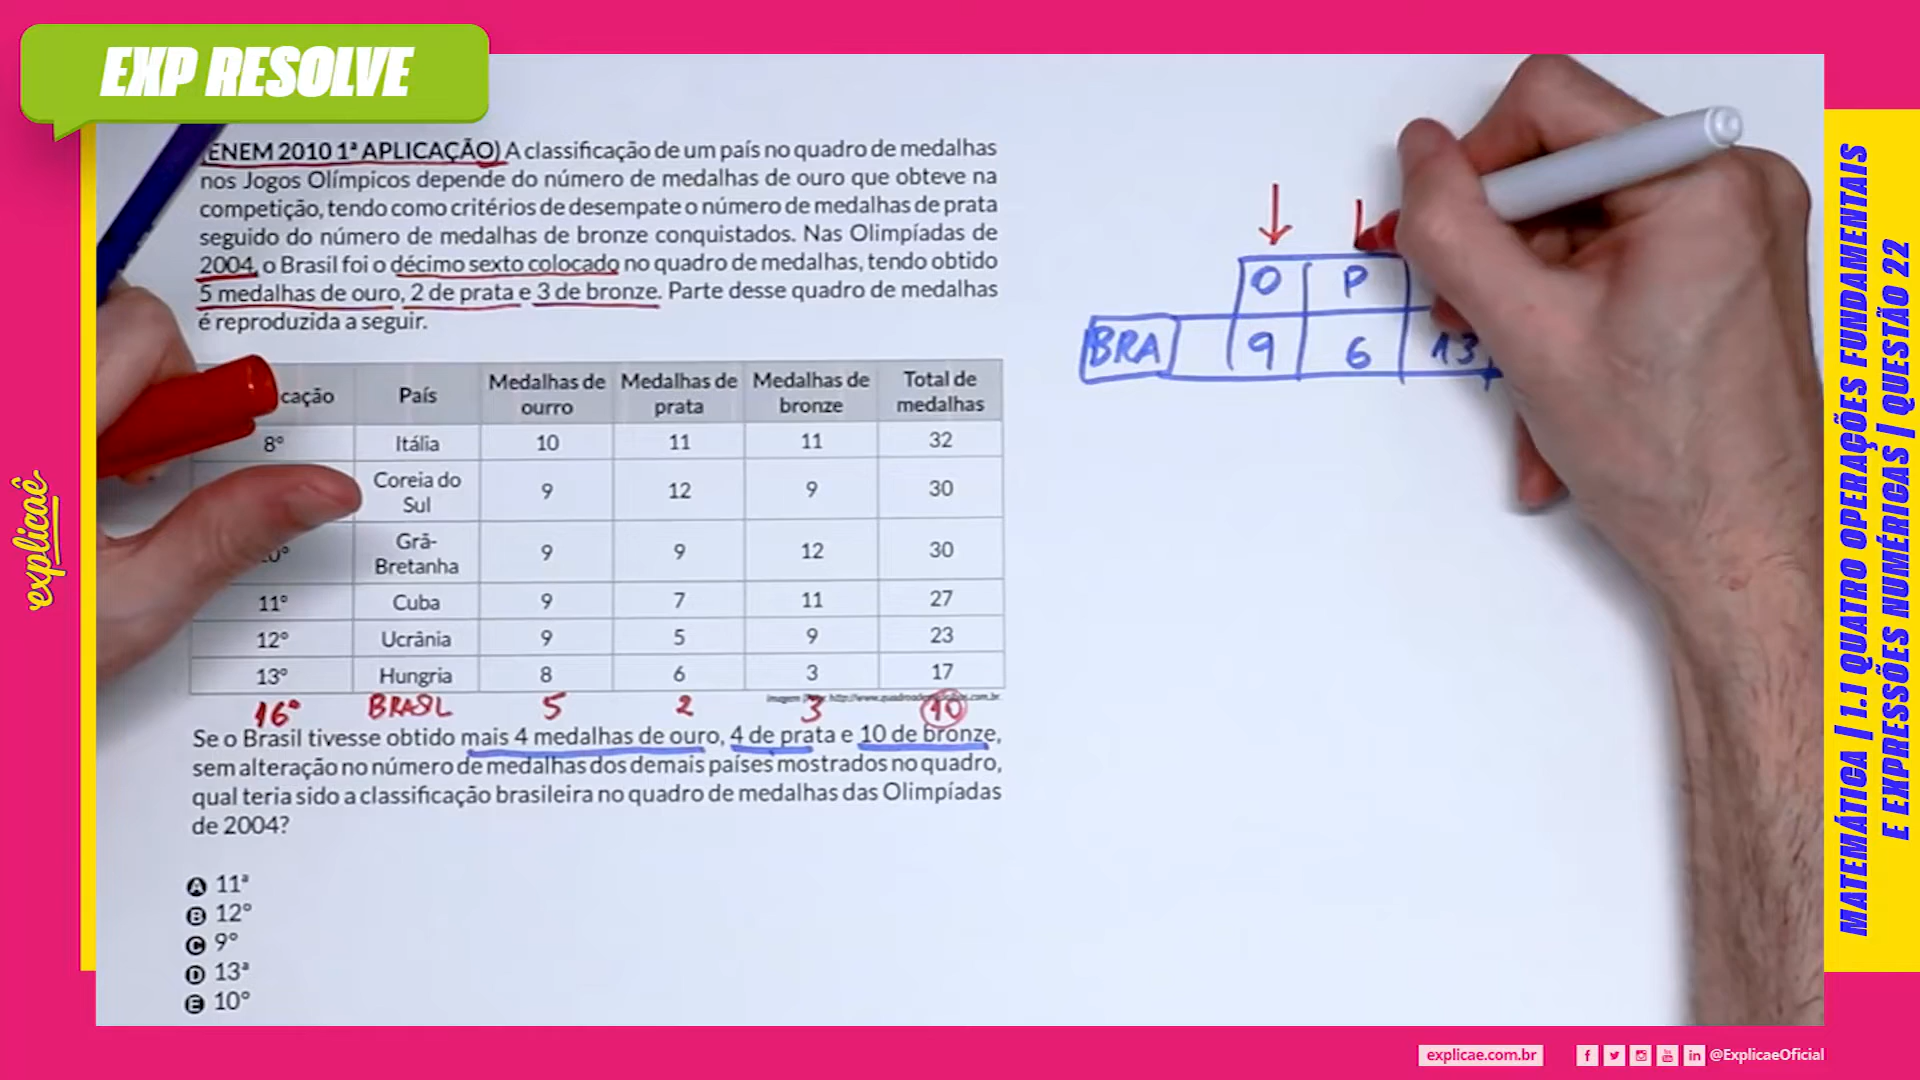 EXP RESOLVE
(ENEM 2010 1ª APLICAÇÃO) A classificação de um país no quadro de medalhas
nos Jogos Olímpicos depende do número de medalhas de ouro que obteve na
competição, tendo como critérios de desempate o número de medalhas de prata
seguido do número de medalhas de bronze conquistados. Nas Olimpíadas de
2004, o Brasil foi o décimo sexto colocado no quadro de medalhas, tendo obtido
5 medalhas de ouro, 2 de prata e 3 de bronze. Parte desse quadro de medalhas
é reproduzida a seguir.
cação País Medalhas de ourro Medalhas de prata Medalhas de bronze Total de medalhas
8º Itália 10 11 11 32
Coreia do Sul 9 12 9 30
0º Grã-Bretanha 9 9 12 30
11º Cuba 9 7 11 27
12º Ucrânia 9 5 9 23
13º Hungria 8 6 3 17
16º BRASIL 5 2 3 10
Se o Brasil tivesse obtido mais 4 medalhas de ouro, 4 de prata e 10 de bronze,
sem alteração no número de medalhas dos demais países mostrados no quadro,
qual teria sido a classificação brasileira no quadro de medalhas das Olimpíadas
de 2004?
A 11ª
B 12º
C 9º
D 13ª
E 10º
O P
BRA 9 6 13
explicaê
MATEMÁTICA | 1.1 QUATRO OPERAÇÕES FUNDAMENTAIS
E EXPRESSÕES NUMÉRICAS | QUESTÃO 22
explicae.com.br
@ExplicaeOficial